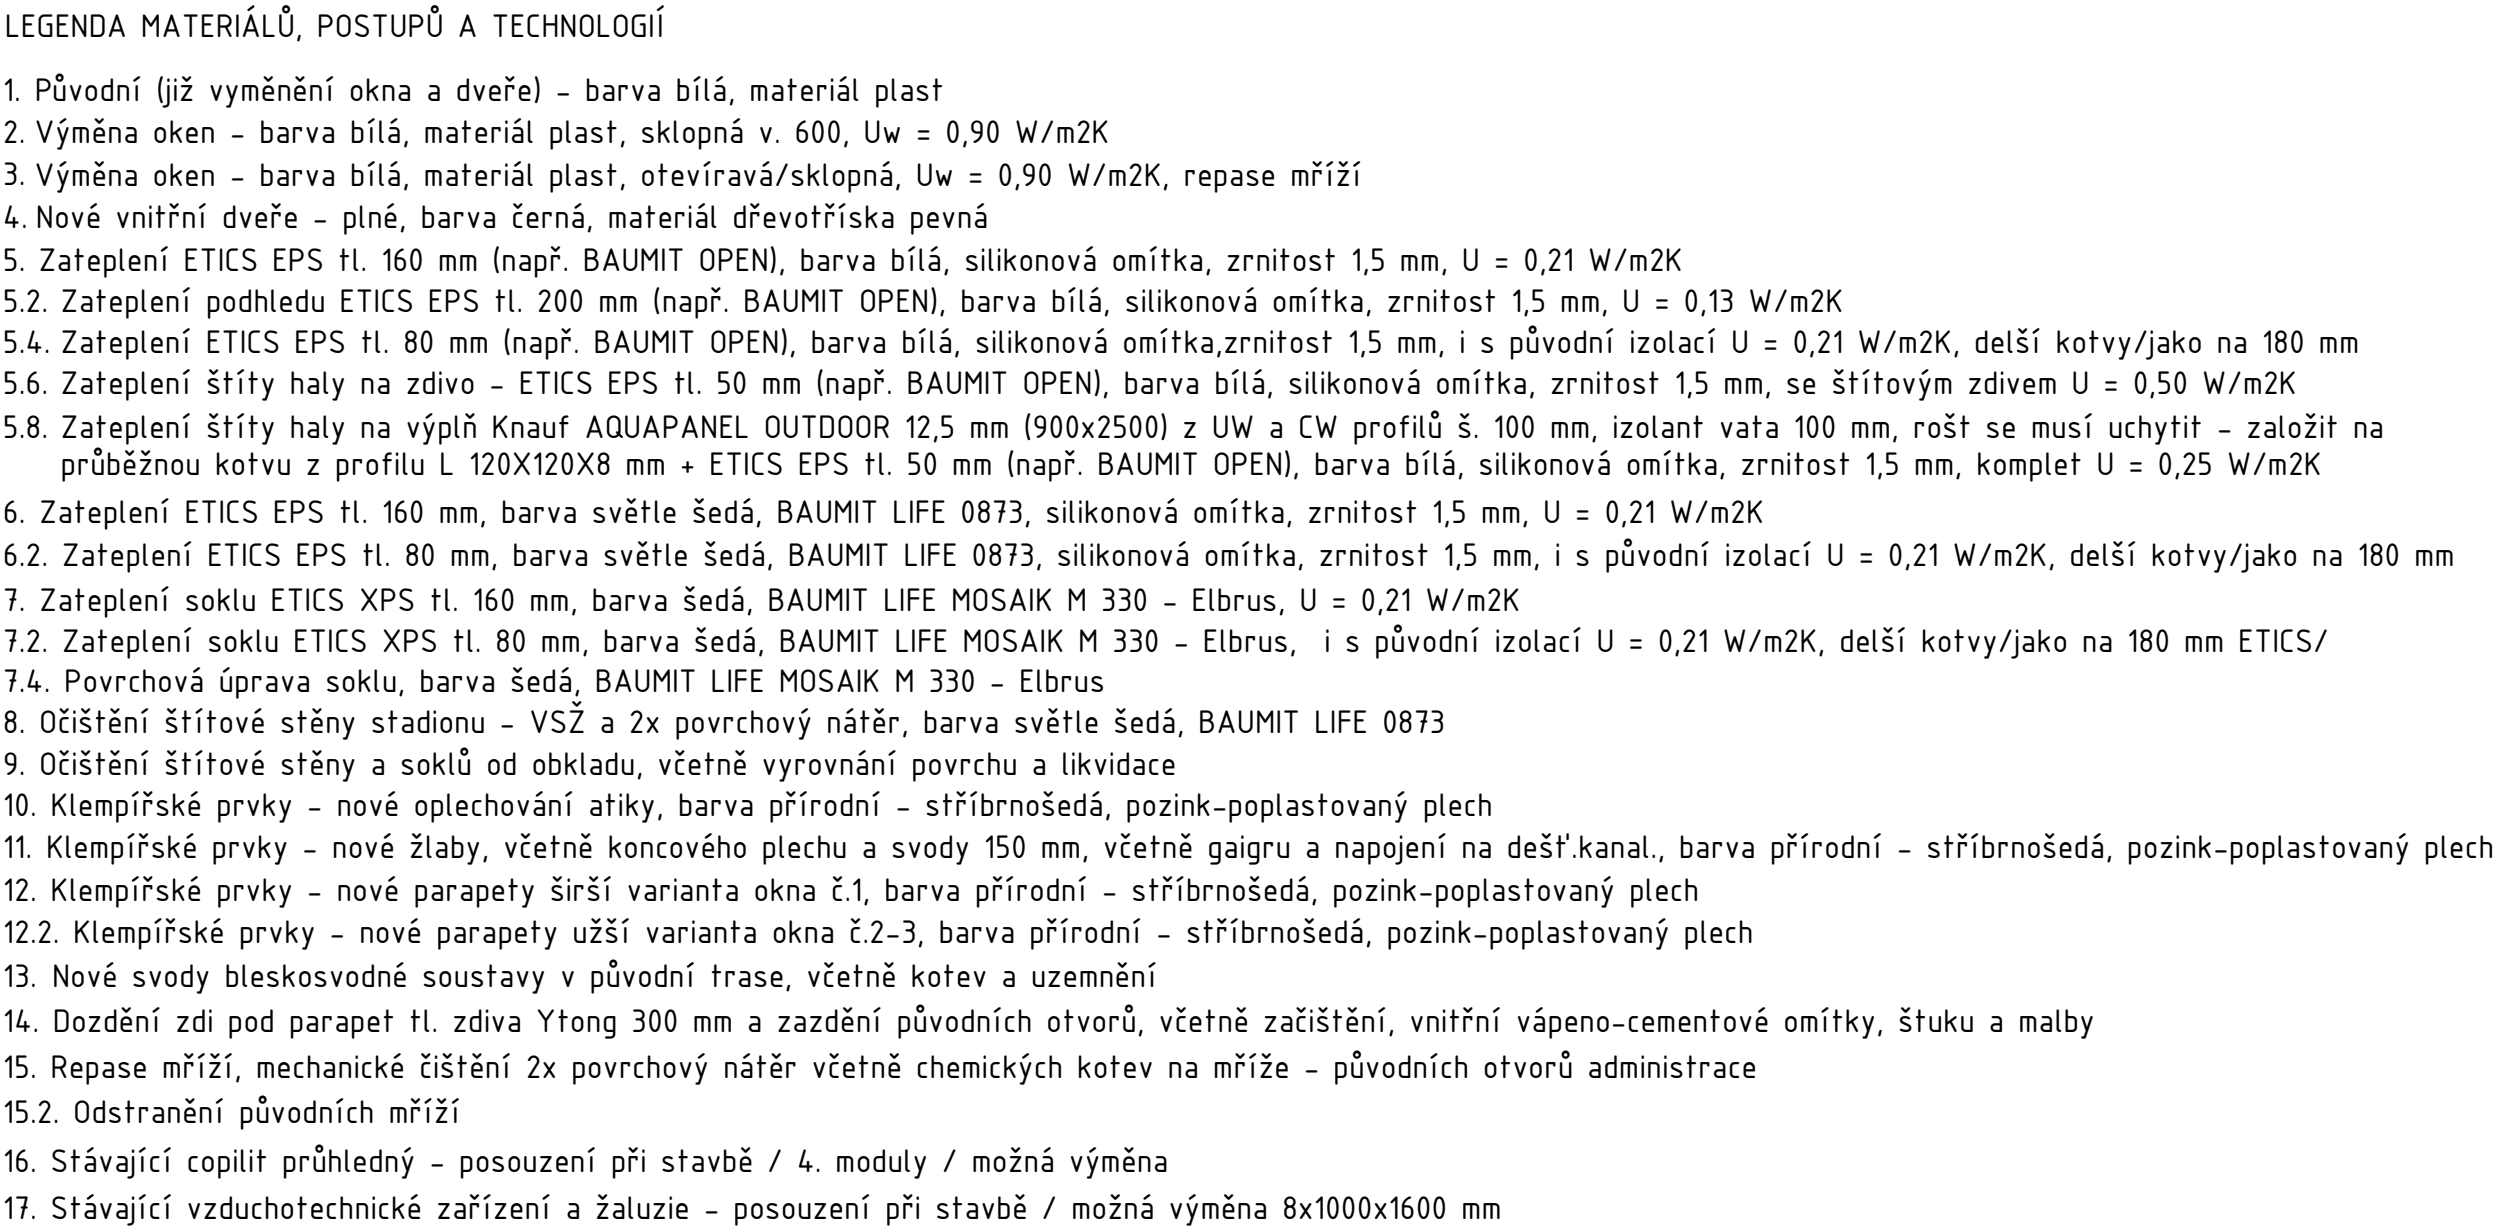 LEGENDA MATERIÁLŮ, POSTUPŮ A TECHNOLOGIÍ
1. Původní (již vyměnění okna a dveře) - barva bílá, materiál plast
2. Výměna oken - barva bílá, materiál plast, sklopná v. 600, Uw = 0,90 W/m2K
3. Výměna oken - barva bílá, materiál plast, otevíravá/sklopná, Uw = 0,90 W/m2K, repase mříží
4. Nové vnitřní dveře - plné, barva černá, materiál dřevotříska pevná
5. Zateplení ETICS EPS tl. 160 mm (např. BAUMIT OPEN), barva bílá, silikonová omítka, zrnitost 1,5 mm, U = 0,21 W/m2K
5.2. Zateplení podhledu ETICS EPS tl. 200 mm (např. BAUMIT OPEN), barva bílá, silikonová omítka, zrnitost 1,5 mm, U = 0,13 W/m2K
5.4. Zateplení ETICS EPS tl. 80 mm (např. BAUMIT OPEN), barva bílá, silikonová omítka,zrnitost 1,5 mm, i s původní izolací U = 0,21 W/m2K, delší kotvy/jako na 180 mm
5.6. Zateplení štíty haly na zdivo - ETICS EPS tl. 50 mm (např. BAUMIT OPEN), barva bílá, silikonová omítka, zrnitost 1,5 mm, se štítovým zdivem U = 0,50 W/m2K
5.8. Zateplení štíty haly na výplň Knauf AQUAPANEL OUTDOOR 12,5 mm (900x2500) z UW a CW profilů š. 100 mm, izolant vata 100 mm, rošt se musí uchytit - založit na
průběžnou kotvu z profilu L 120X120X8 mm + ETICS EPS tl. 50 mm (např. BAUMIT OPEN), barva bílá, silikonová omítka, zrnitost 1,5 mm, komplet U = 0,25 W/m2K
6. Zateplení ETICS EPS tl. 160 mm, barva světle šedá, BAUMIT LIFE 0873, silikonová omítka, zrnitost 1,5 mm, U = 0,21 W/m2K
6.2. Zateplení ETICS EPS tl. 80 mm, barva světle šedá, BAUMIT LIFE 0873, silikonová omítka, zrnitost 1,5 mm, i s původní izolací U = 0,21 W/m2K, delší kotvy/jako na 180 mm
7. Zateplení soklu ETICS XPS tl. 160 mm, barva šedá, BAUMIT LIFE MOSAIK M 330 - Elbrus, U = 0,21 W/m2K
7.2. Zateplení soklu ETICS XPS tl. 80 mm, barva šedá, BAUMIT LIFE MOSAIK M 330 - Elbrus, i s původní izolací U = 0,21 W/m2K, delší kotvy/jako na 180 mm ETICS/
7.4. Povrchová úprava soklu, barva šedá, BAUMIT LIFE MOSAIK M 330 - Elbrus
8. Očištění štítové stěny stadionu - VSŽ a 2x povrchový nátěr, barva světle šedá, BAUMIT LIFE 0873
9. Očištění štítové stěny a soklů od obkladu, včetně vyrovnání povrchu a likvidace
10. Klempířské prvky - nové oplechování atiky, barva přírodní - stříbrnošedá, pozink-poplastovaný plech
11. Klempířské prvky - nové žlaby, včetně koncového plechu a svody 150 mm, včetně gaigru a napojení na dešť.kanal., barva přírodní - stříbrnošedá, pozink-poplastovaný plech
12. Klempířské prvky - nové parapety širší varianta okna č.1, barva přírodní - stříbrnošedá, pozink-poplastovaný plech
12.2. Klempířské prvky - nové parapety užší varianta okna č.2-3, barva přírodní - stříbrnošedá, pozink-poplastovaný plech
13. Nové svody bleskosvodné soustavy v původní trase, včetně kotev a uzemnění
14. Dozdění zdi pod parapet tl. zdiva Ytong 300 mm a zazdění původních otvorů, včetně začištění, vnitřní vápeno-cementové omítky, štuku a malby
15. Repase mříží, mechanické čištění 2x povrchový nátěr včetně chemických kotev na mříže - původních otvorů administrace
15.2. Odstranění původních mříží
16. Stávající copilit průhledný - posouzení při stavbě / 4. moduly / možná výměna
17. Stávající vzduchotechnické zařízení a žaluzie - posouzení při stavbě / možná výměna 8x1000x1600 mm